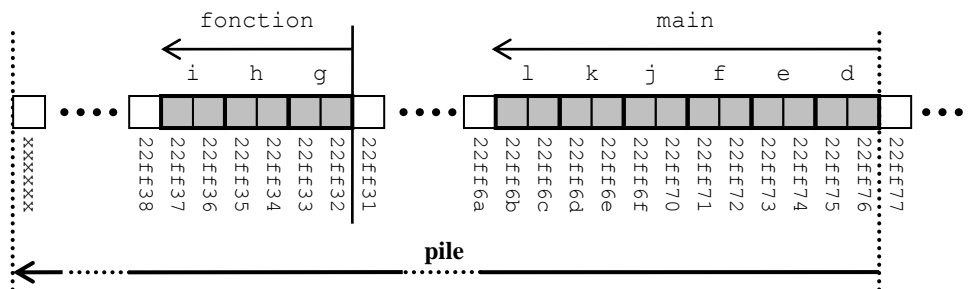 fonction main
i h g l k j f e d
xxxxxx 22ff38 22ff37 22ff36 22ff35 22ff34 22ff33 22ff32 22ff31 22ff6a 22ff6b 22ff6c 22ff6d 22ff6e 22ff6f 22ff70 22ff71 22ff72 22ff73 22ff74 22ff75 22ff76 22ff77
pile